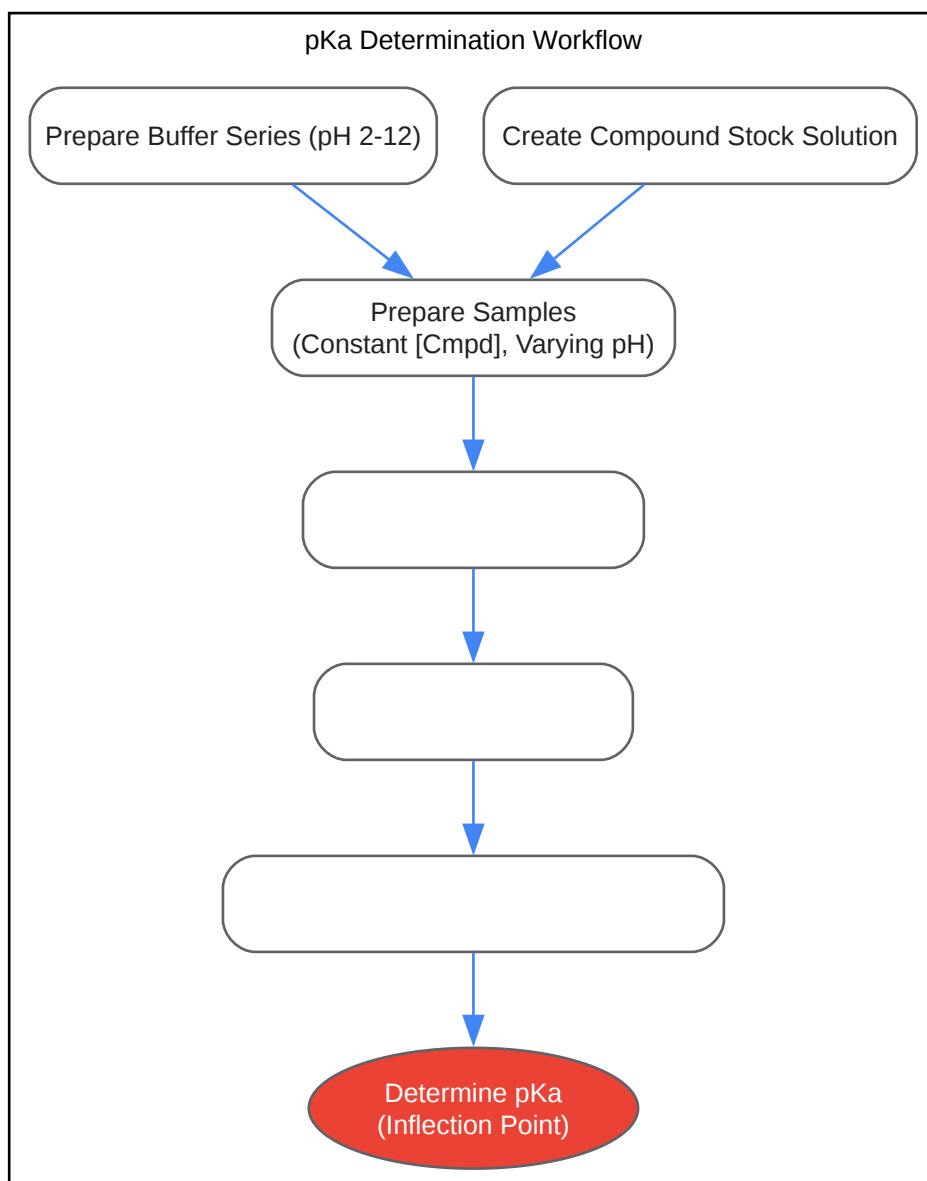 pKa Determination Workflow
Prepare Buffer Series (pH 2-12)
Create Compound Stock Solution
Prepare Samples
(Constant [Cmpd], Varying pH)
Determine pKa
(Inflection Point)